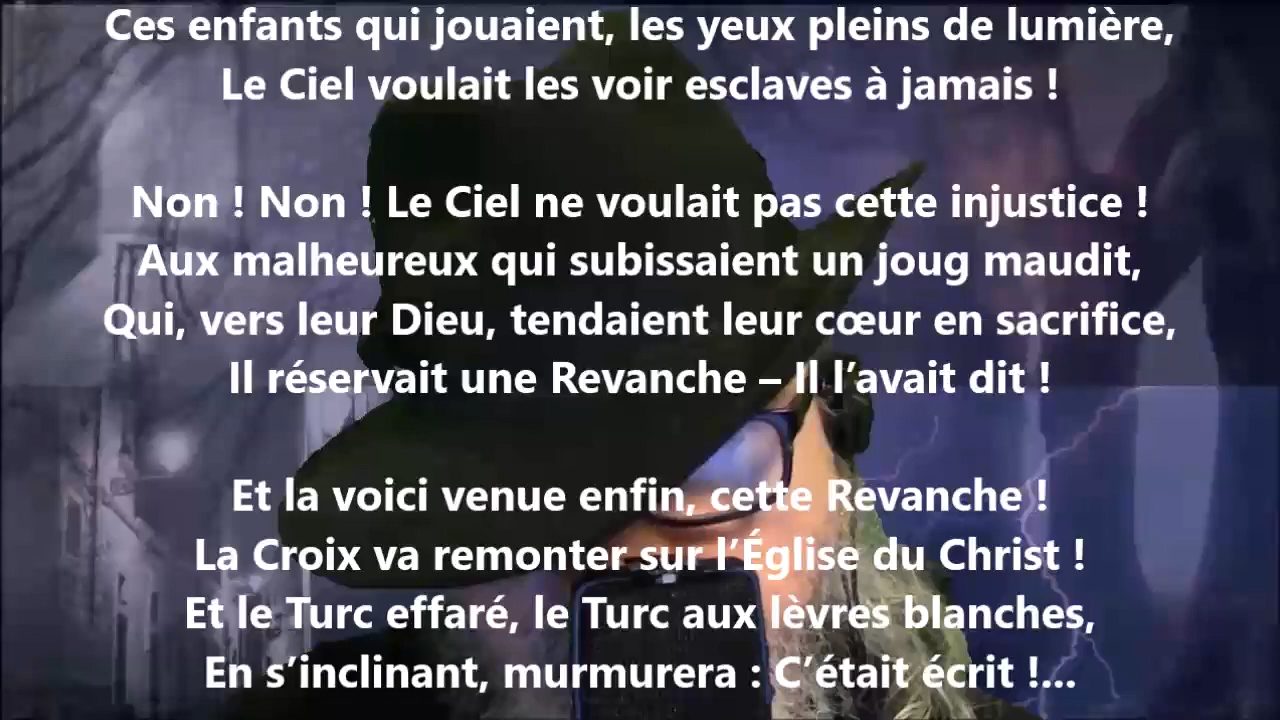 Ces enfants qui jouaient, les yeux pleins de lumière,
Le Ciel voulait les voir esclaves à jamais !
Non ! Non ! Le Ciel ne voulait pas cette injustice !
Aux malheureux qui subissaient un joug maudit,
Qui, vers leur Dieu, tendaient leur cœur en sacrifice,
Il réservait une Revanche – Il l’avait dit !
Et la voici venue enfin, cette Revanche !
La Croix va remonter sur l’Église du Christ !
Et le Turc effaré, le Turc aux lèvres blanches,
En s’inclinant, murmurera : C’était écrit !...